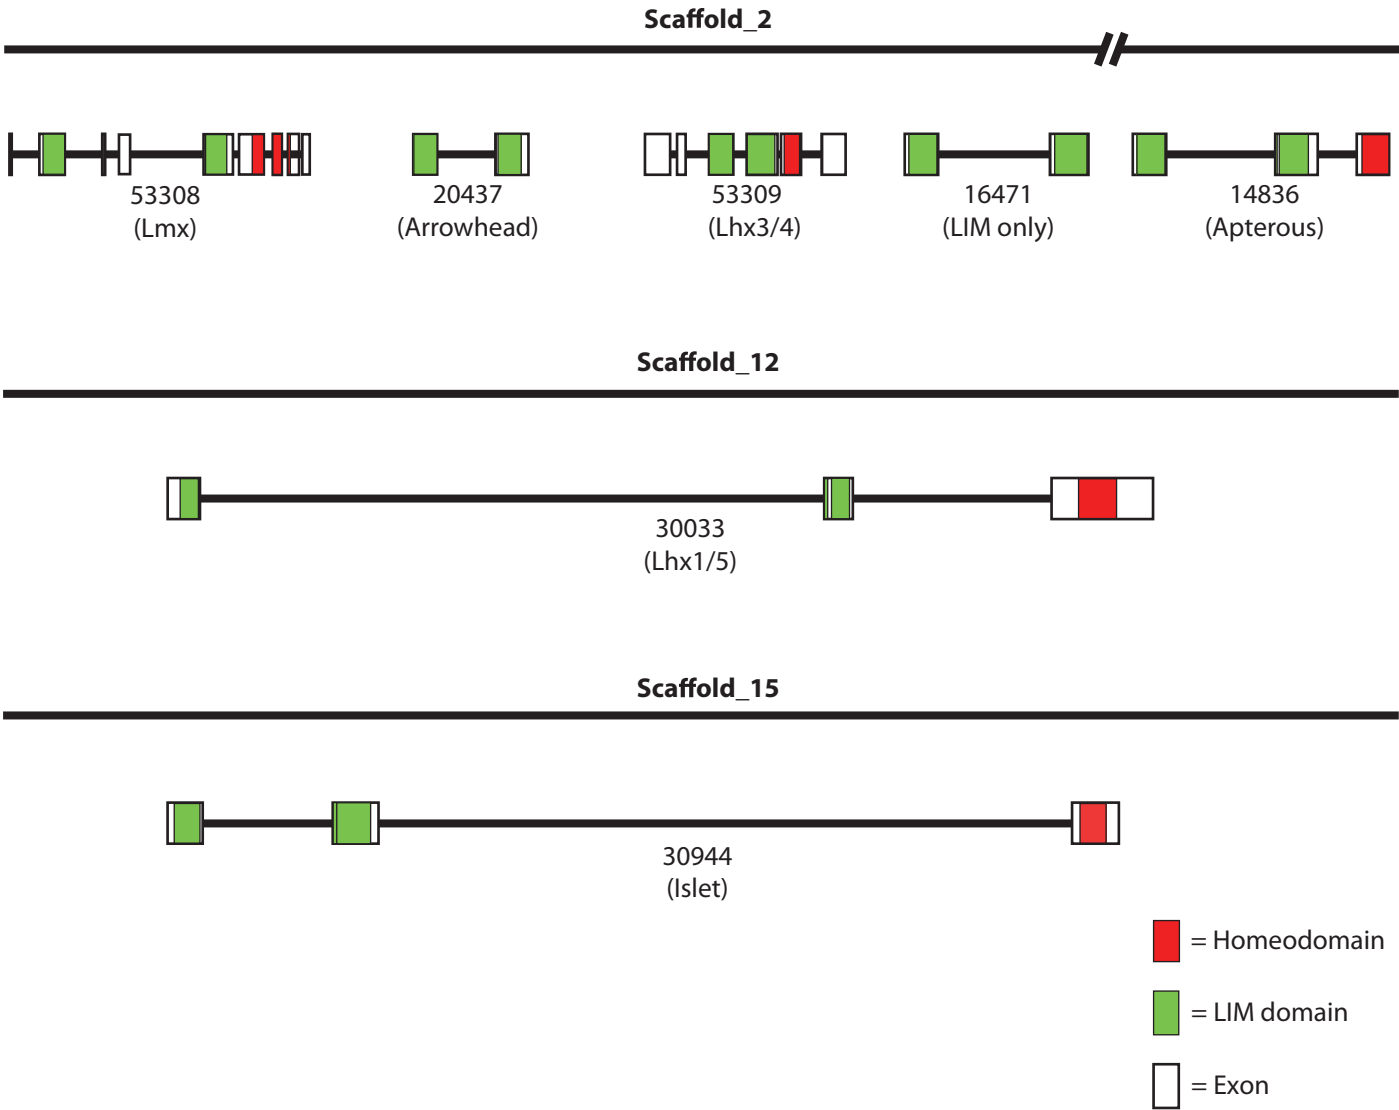 Scaffold_2
53308
(Lmx)
20437
(Arrowhead)
53309
(Lhx3/4)
16471
(LIM only)
14836
(Apterous)
Scaffold_12
30033
(Lhx1/5)
Scaffold_15
30944
(Islet)
= Homeodomain
= LIM domain
= Exon